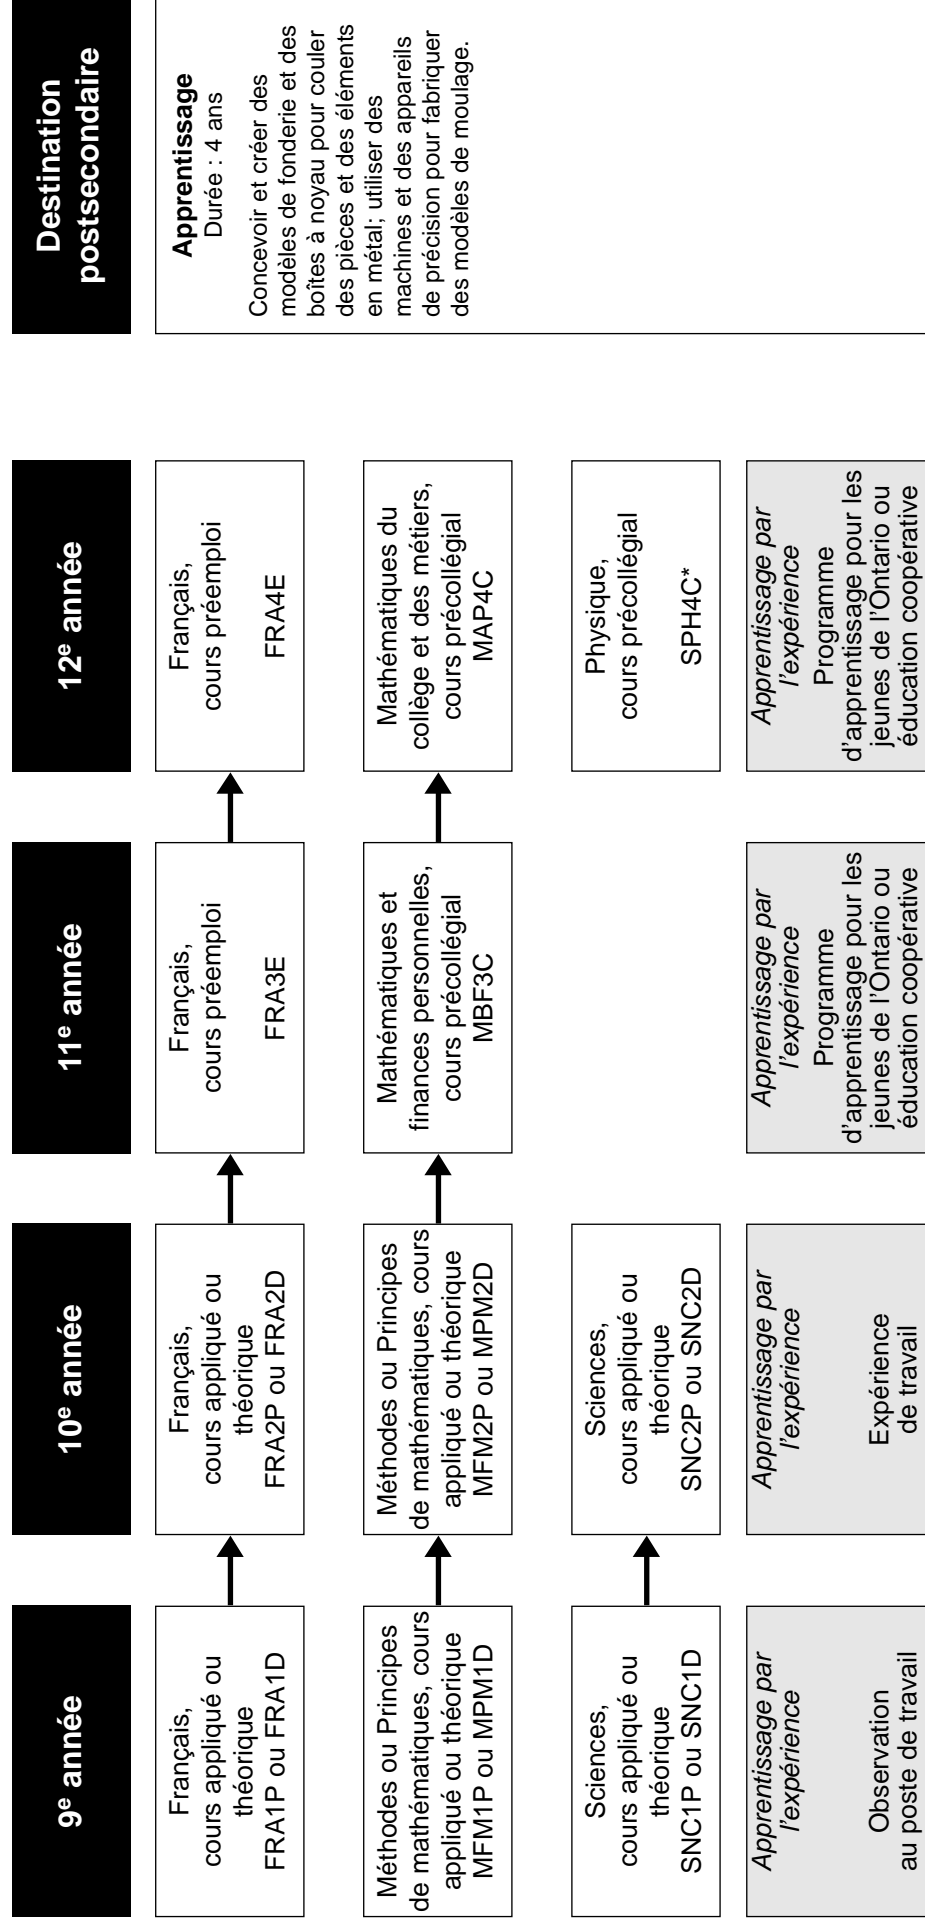 9e année
10e année
11e année
12e année
Destination
postsecondaire
Français,
cours appliqué ou
théorique
FRA1P ou FRA1D
Français,
cours appliqué ou
théorique
FRA2P ou FRA2D
Français,
cours préemploi
FRA3E
Français,
cours préemploi
FRA4E
Apprentissage
Durée : 4 ans
Concevoir et créer des
modèles de fonderie et des
boîtes à noyau pour couler
des pièces et des éléments
en métal; utiliser des
machines et des appareils
de précision pour fabriquer
des modèles de moulage.
Méthodes ou Principes
de mathématiques, cours
appliqué ou théorique
MFM1P ou MPM1D
Méthodes ou Principes
de mathématiques, cours
appliqué ou théorique
MFM2P ou MPM2D
Mathématiques et
finances personnelles,
cours précollégial
MBF3C
Mathématiques du
collège et des métiers,
cours précollégial
MAP4C
Sciences,
cours appliqué ou
théorique
SNC1P ou SNC1D
Sciences,
cours appliqué ou
théorique
SNC2P ou SNC2D
Physique,
cours précollégial
SPH4C*
Apprentissage par
l'expérience
Observation
au poste de travail
Apprentissage par
l'expérience
Expérience
de travail
Apprentissage par
l'expérience
Programme
d'apprentissage pour les
jeunes de l'Ontario ou
éducation coopérative
Apprentissage par
l'expérience
Programme
d'apprentissage pour les
jeunes de l'Ontario ou
éducation coopérative